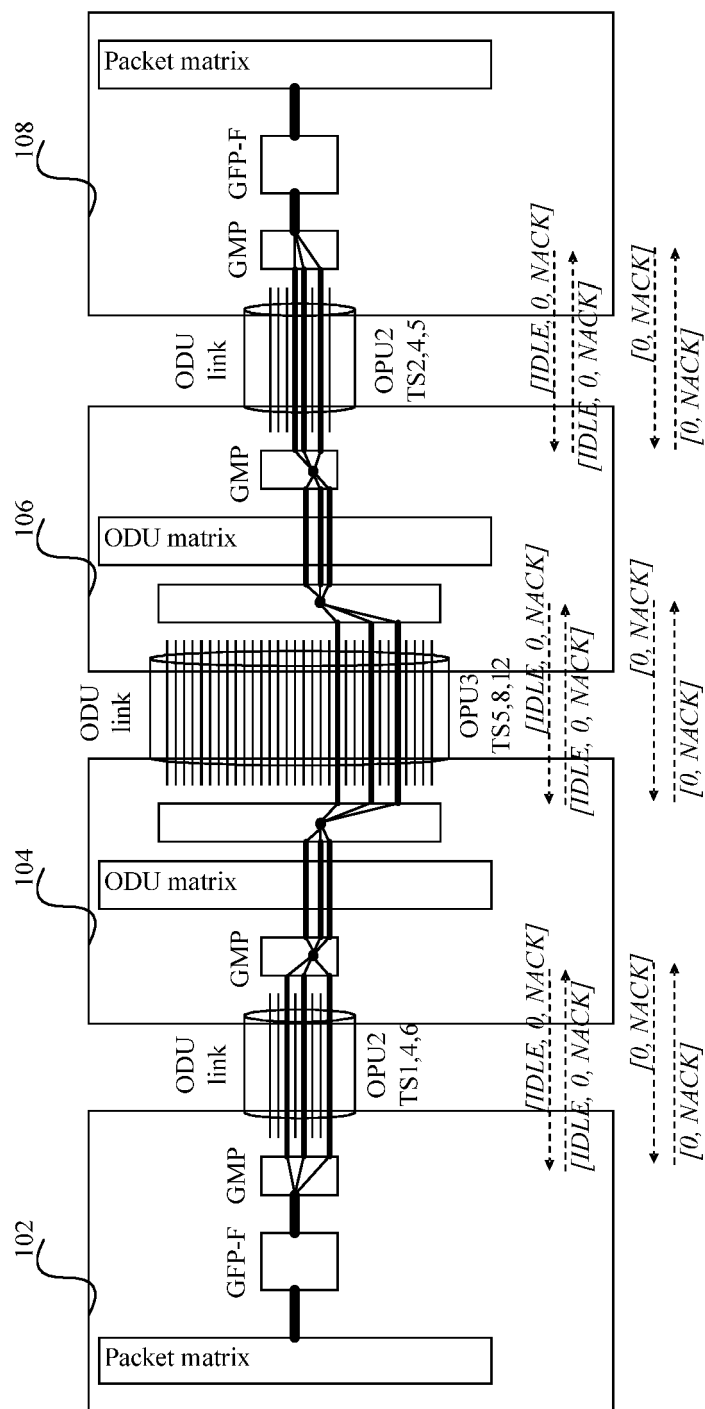 102
104
106
108
Packet matrix
GFP-F
GMP
ODU
link
OPU2
TS1,4,6
GMP
ODU matrix
ODU
link
OPU3
TS5,8,12
ODU matrix
GMP
ODU
link
OPU2
TS2,4,5
GMP
GFP-F
Packet matrix
[IDLE, 0, NACK]
[IDLE, 0, NACK]
[IDLE, 0, NACK]
[IDLE, 0, NACK]
[IDLE, 0, NACK]
[IDLE, 0, NACK]
[0, NACK]
[0, NACK]
[0, NACK]
[0, NACK]
[0, NACK]
[0, NACK]